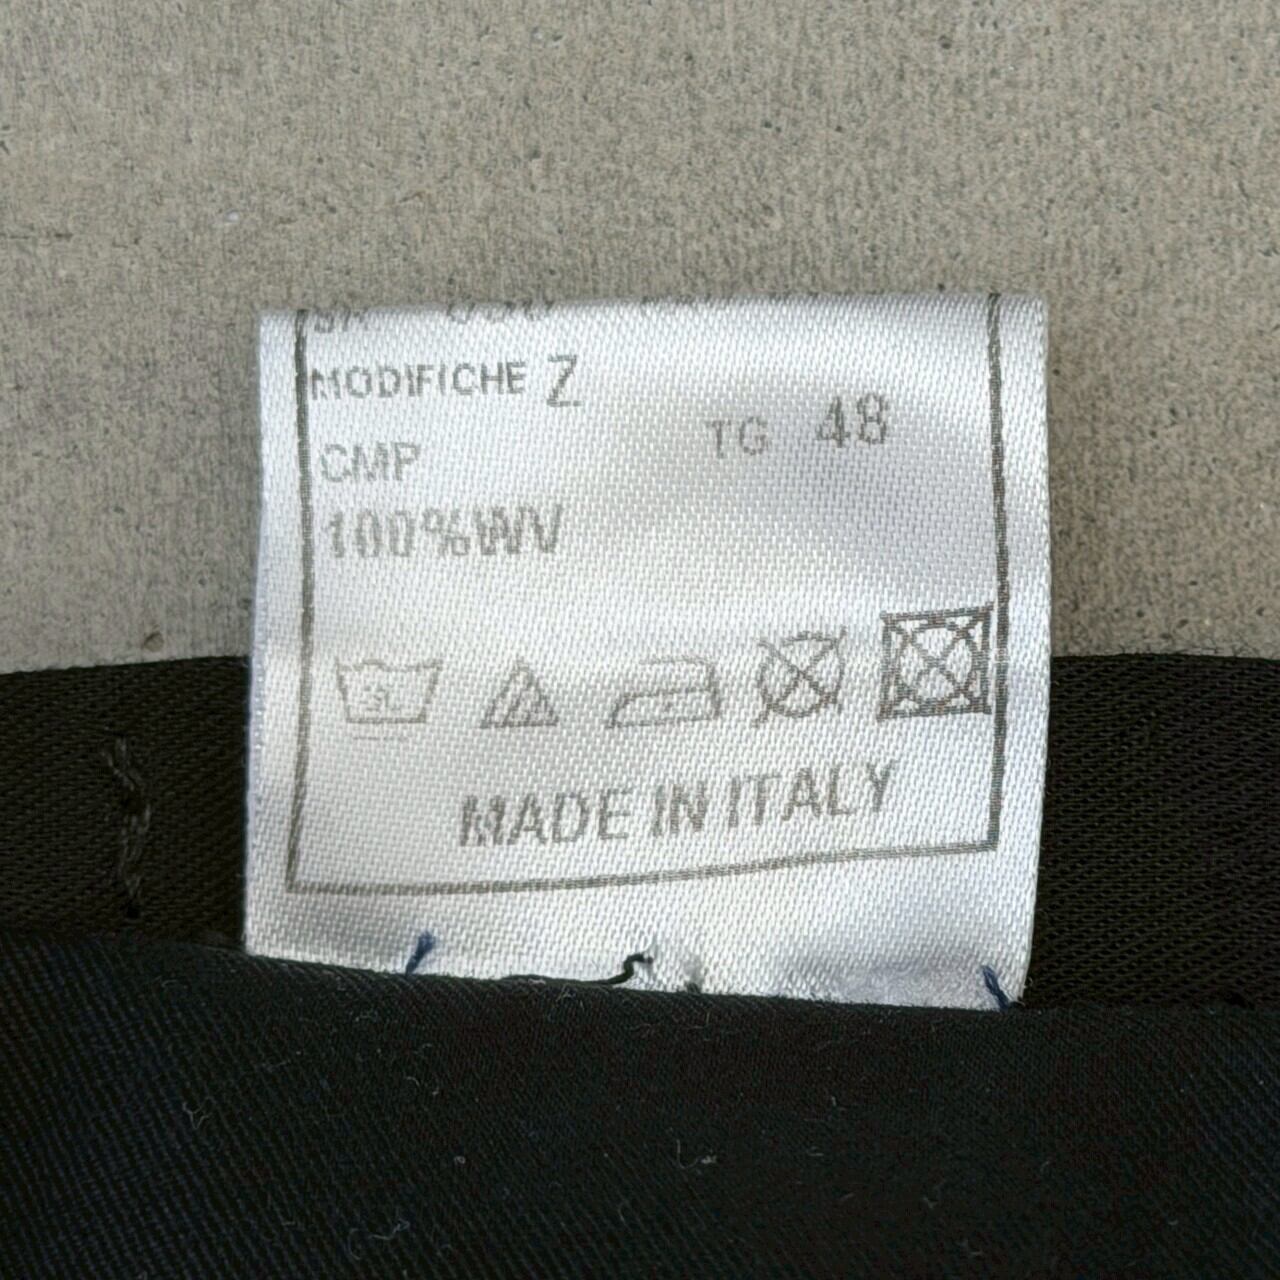 MODIFICHE Z
TG 48
CMP
100%WV
MADE IN ITALY